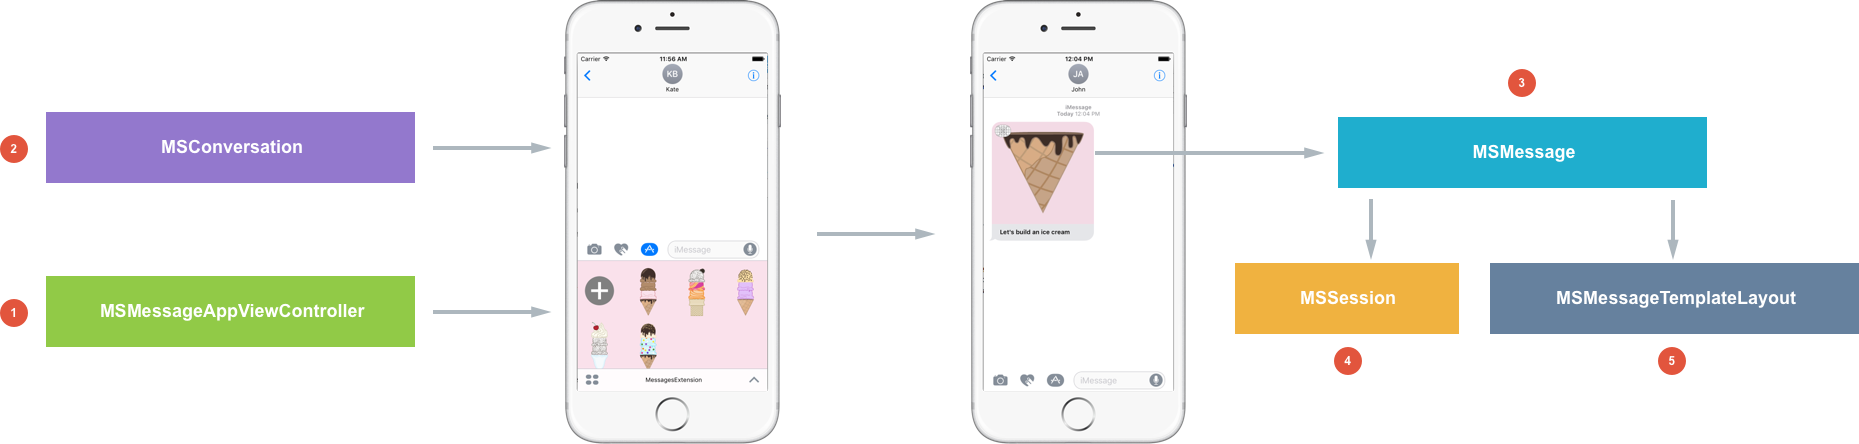 2
MSConversation
1
MSMessageAppViewController
Carrier
11:56 AM
KB
Kate
iMessage
MessagesExtension
Carrier
12:04 PM
JA
John
iMessage
Today 12:04 PM
Let's build an ice cream
iMessage
3
MSMessage
MSSession
4
MSMessageTemplateLayout
5